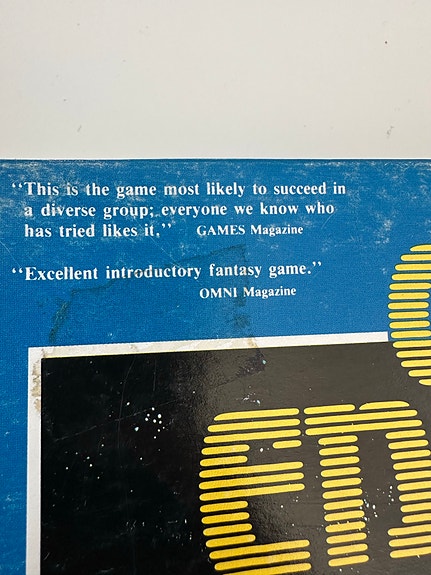 ‘‘This is the game most likely to succeed in
a diverse group; everyone we know who
has tried likes it.’’ GAMES Magazine
‘‘Excellent introductory fantasy game.’’
OMNI Magazine
en